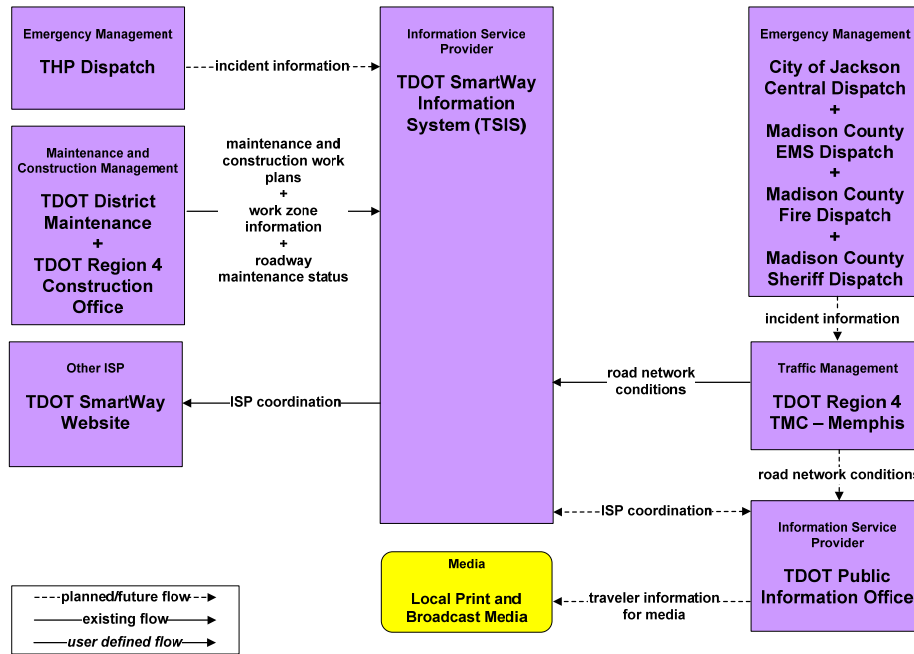 Emergency Management
THP Dispatch
incident information
Maintenance and
Construction Management
TDOT District
Maintenance
+
TDOT Region 4
Construction
Office
maintenance and
construction work
plans
+
work zone
information
+
roadway
maintenance status
Other ISP
TDOT SmartWay
Website
ISP coordination
Information Service
Provider
TDOT SmartWay
Information
System (TSIS)
Emergency Management
City of Jackson
Central Dispatch
+
Madison County
EMS Dispatch
+
Madison County
Fire Dispatch
+
Madison County
Sheriff Dispatch
incident information
road network
conditions
Traffic Management
TDOT Region 4
TMC – Memphis
road network conditions
ISP coordination
Information Service
Provider
TDOT Public
Information Office
Media
Local Print and
Broadcast Media
traveler information
for media
planned/future flow
existing flow
user defined flow